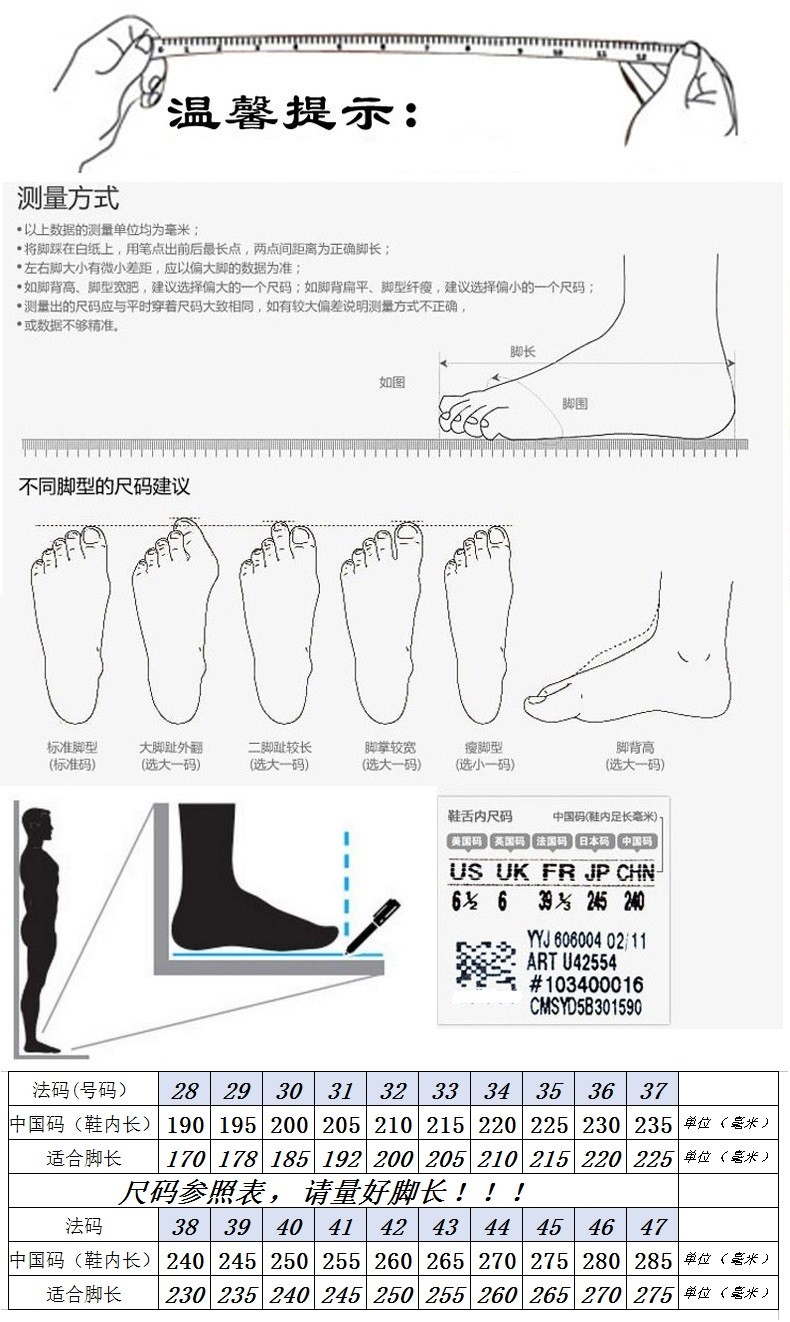 0 1 2 3 4 5 6 7 8 9 10 11 12
温馨提示：
测量方式
•以上数据的测量单位均为毫米；
•将脚踩在白纸上，用笔点出前后最长点，两点间距离为正确脚长；
•左右脚大小有微小差距，应以偏大脚的数据为准；
•如脚背高、脚型宽肥，建议选择偏大的一个尺码；如脚背扁平、脚型纤瘦，建议选择偏小的一个尺码；
•测量出的尺码应与平时穿着尺码大致相同，如有较大偏差说明测量方式不正确，
•或数据不够精准。
脚长
如图
脚围
不同脚型的尺码建议
标准脚型 大脚趾外翻 二脚趾较长 脚掌较宽 瘦脚型 脚背高
(标准码) (选大一码) (选大一码) (选大一码) (选小一码) (选大一码)
鞋舌内尺码 中国码(鞋内足长毫米)
美国码 英国码 法国码 日本码 中国码
US UK FR JP CHN
6½ 6 39⅓ 245 240
YYJ 606004 02/11
ART U42554
#103400016
CMSYD5B301590
法码(号码) 28 29 30 31 32 33 34 35 36 37
中国码（鞋内长） 190 195 200 205 210 215 220 225 230 235 单位（毫米）
适合脚长 170 178 185 192 200 205 210 215 220 225 单位（毫米）
尺码参照表，请量好脚长！！！
法码 38 39 40 41 42 43 44 45 46 47
中国码（鞋内长） 240 245 250 255 260 265 270 275 280 285 单位（毫米）
适合脚长 230 235 240 245 250 255 260 265 270 275 单位（毫米）